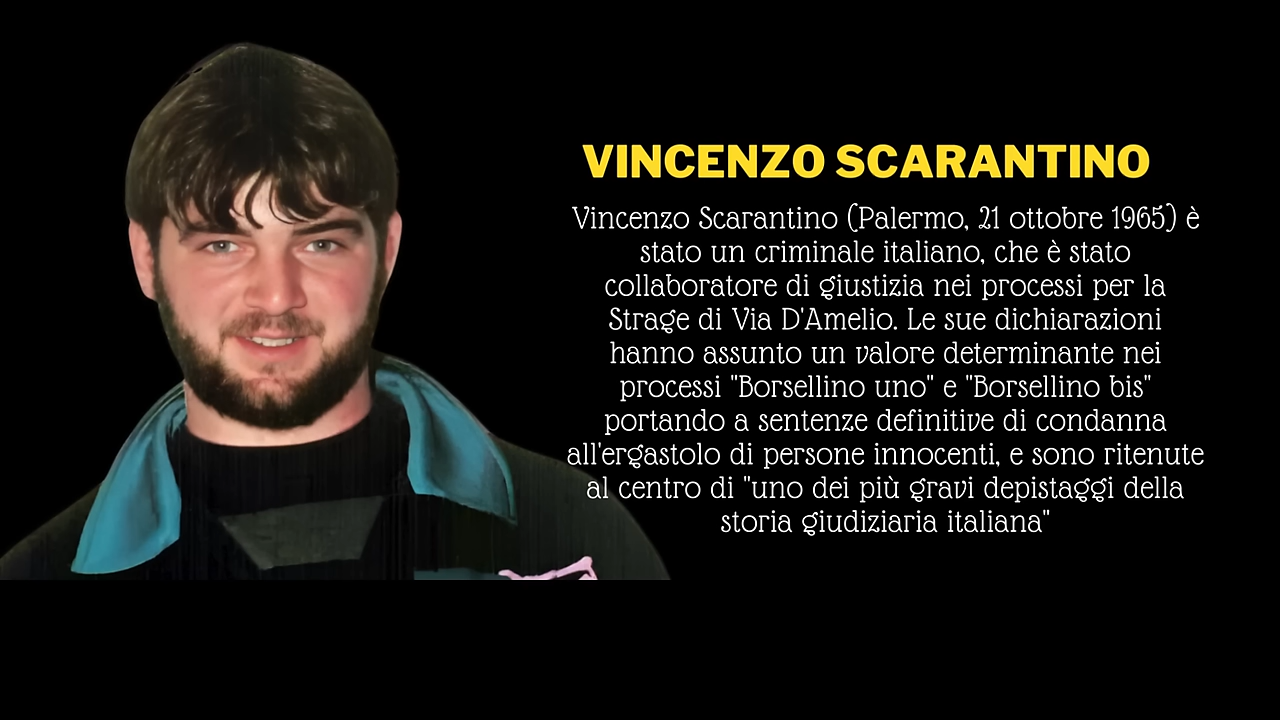 VINCENZO SCARANTINO
Vincenzo Scarantino (Palermo, 21 ottobre 1965) è
stato un criminale italiano, che è stato
collaboratore di giustizia nei processi per la
Strage di Via D'Amelio. Le sue dichiarazioni
hanno assunto un valore determinante nei
processi "Borsellino uno" e "Borsellino bis"
portando a sentenze definitive di condanna
all'ergastolo di persone innocenti, e sono ritenute
al centro di "uno dei più gravi depistaggi della
storia giudiziaria italiana"